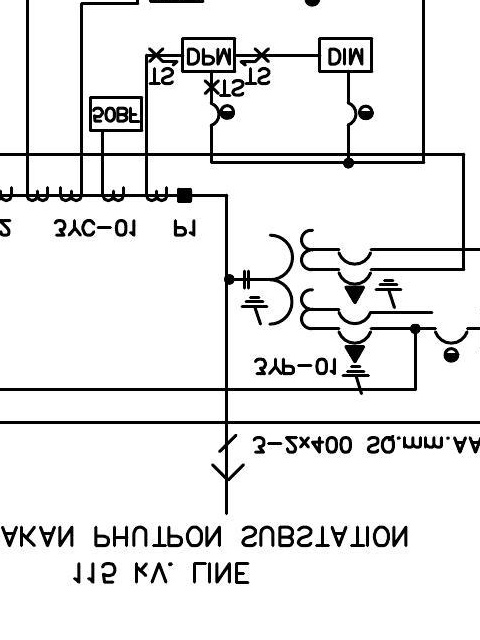 DPM
DIM
TS
TS
TS
50BF
2
3YC-01
P1
3YP-01
3-2x400 SQ.mm.AA
AKAN PHUTPON SUBSTATION
115 kV. LINE